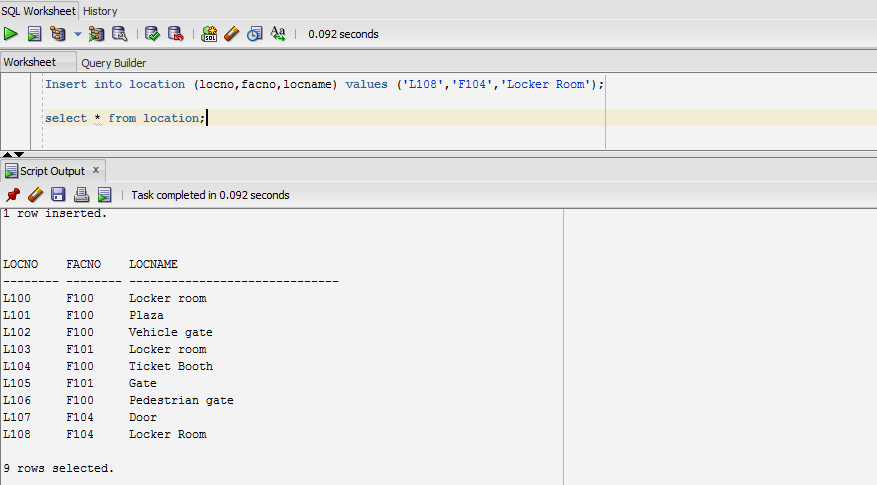 SQL Worksheet History
0.092 seconds
Worksheet Query Builder
Insert into location (locno,facno,locname) values ('L108','F104','Locker Room');
select * from location;
Script Output x
Task completed in 0.092 seconds
1 row inserted.
LOCNO FACNO LOCNAME
-------- -------- ------------------------------
L100 F100 Locker room
L101 F100 Plaza
L102 F100 Vehicle gate
L103 F101 Locker room
L104 F100 Ticket Booth
L105 F101 Gate
L106 F100 Pedestrian gate
L107 F104 Door
L108 F104 Locker Room
9 rows selected.